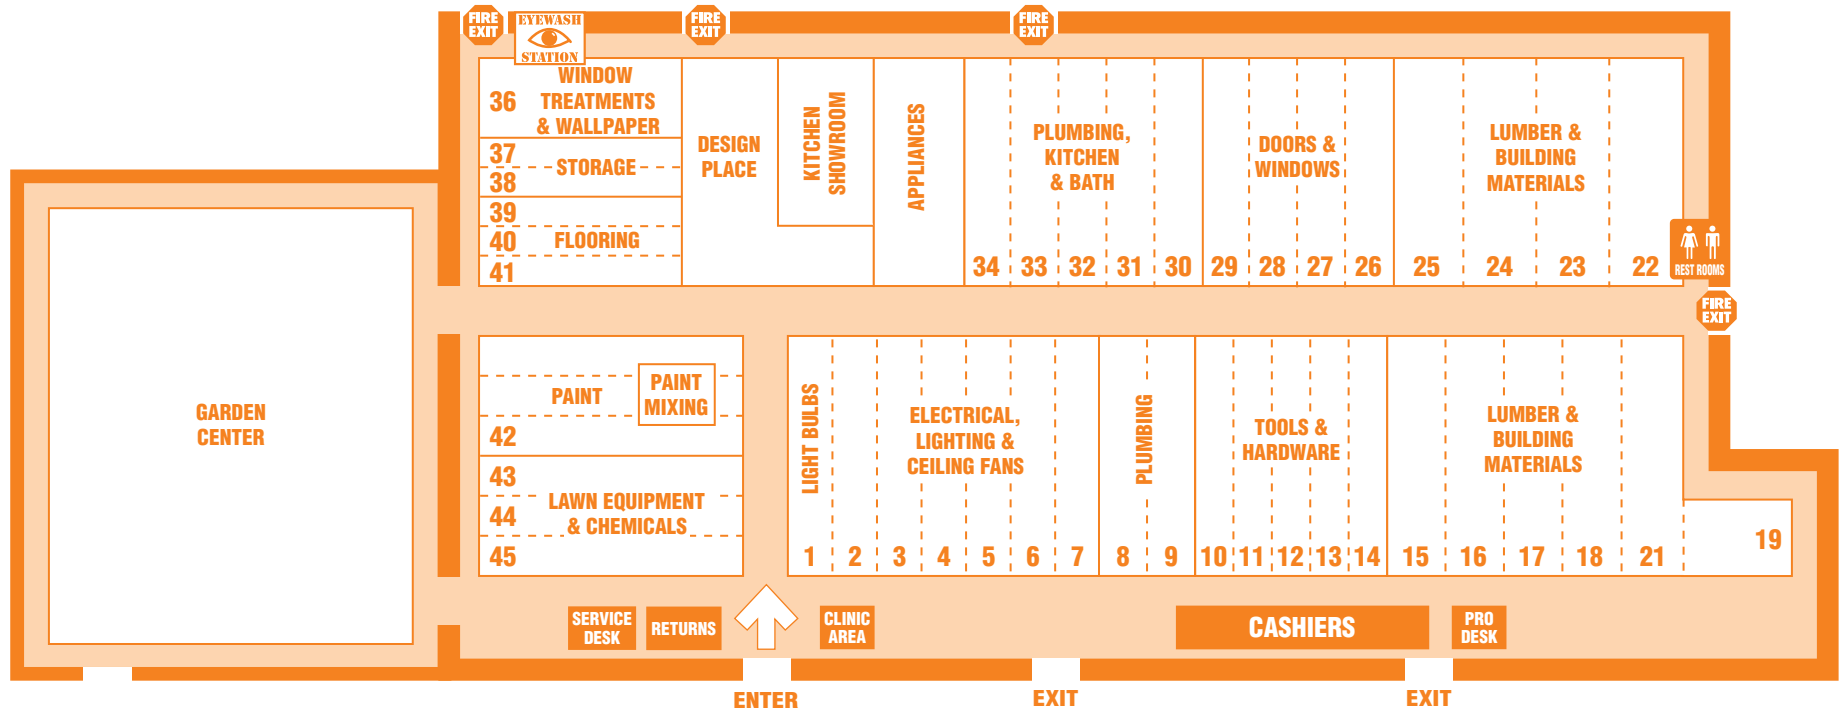 FIRE
EXIT
EYEWASH
STATION
FIRE
EXIT
FIRE
EXIT
36
WINDOW
TREATMENTS
& WALLPAPER
37
STORAGE
38
39
40
FLOORING
41
DESIGN
PLACE
KITCHEN
SHOWROOM
APPLIANCES
PLUMBING,
KITCHEN
& BATH
34 33 32 31 30
DOORS &
WINDOWS
29 28 27 26
LUMBER &
BUILDING
MATERIALS
25 24 23 22
REST ROOMS
FIRE
EXIT
GARDEN
CENTER
PAINT
PAINT
MIXING
42
43
LAWN EQUIPMENT
44
& CHEMICALS
45
LIGHT BULBS
ELECTRICAL,
LIGHTING &
CEILING FANS
1 2 3 4 5 6 7
PLUMBING
8 9
TOOLS &
HARDWARE
10 11 12 13 14
LUMBER &
BUILDING
MATERIALS
15 16 17 18 21
19
SERVICE
DESK
RETURNS
CLINIC
AREA
CASHIERS
PRO
DESK
ENTER
EXIT
EXIT